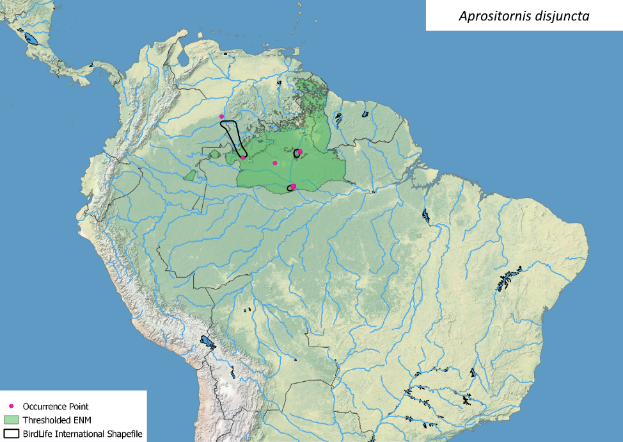 Aprositornis disjuncta
Occurrence Point
Thresholded ENM
BirdLife International Shapefile